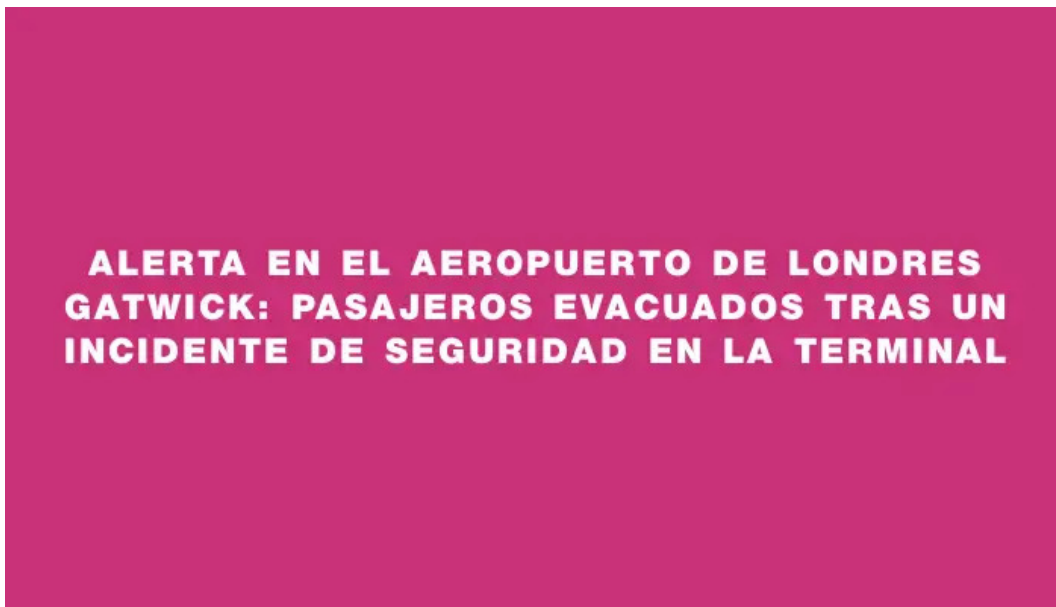 ALERTA EN EL AEROPUERTO DE LONDRES
GATWICK: PASAJEROS EVACUADOS TRAS UN
INCIDENTE DE SEGURIDAD EN LA TERMINAL